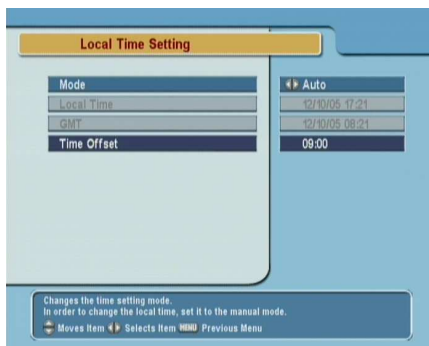 Local Time Setting
Mode Auto
Local Time 12/10/05 17:21
GMT 12/10/05 08:21
Time Offset 09:00
Changes the time setting mode.
In order to change the local time, set it to the manual mode.
Moves Item Selects Item MENU Previous Menu